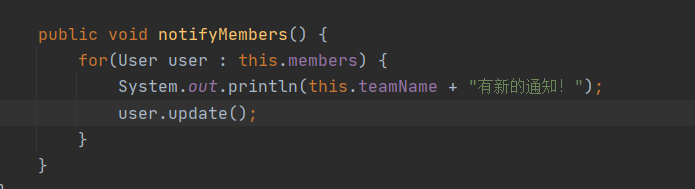 public void notifyMembers() {
for(User user : this.members) {
System.out.println(this.teamName + "有新的通知! ");
user.update();
}
}